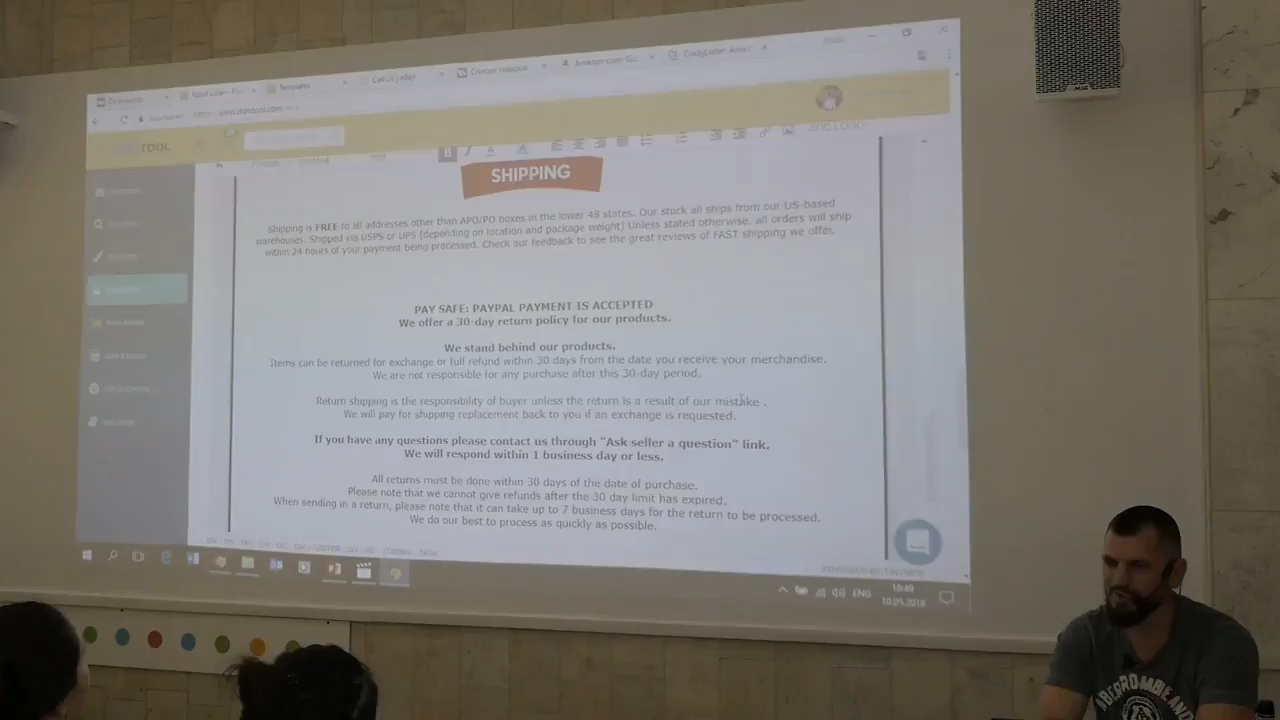 Templates
www.dsmtool.com
TOOL
SHIPPING
Shipping is FREE to all addresses other than APO/PO boxes in the lower 48 states. Our stock all ships from our US-based
warehouses. Shipped via USPS or UPS (depending on location and package weight) Unless stated otherwise, all orders will ship
within 24 hours of your payment being processed. Check our feedback to see the great reviews of FAST shipping we offer.
PAY SAFE: PAYPAL PAYMENT IS ACCEPTED
We offer a 30-day return policy for our products.
We stand behind our products.
Items can be returned for exchange or full refund within 30 days from the date you receive your merchandise.
We are not responsible for any purchase after this 30-day period.
Return shipping is the responsibility of buyer unless the return is a result of our mistake .
We will pay for shipping replacement back to you if an exchange is requested.
If you have any questions please contact us through "Ask seller a question" link.
We will respond within 1 business day or less.
All returns must be done within 30 days of the date of purchase.
Please note that we cannot give refunds after the 30 day limit has expired.
When sending in a return, please note that it can take up to 7 business days for the return to be processed.
We do our best to process as quickly as possible.
ENG
10:49
10.05.2018
ABERCROMBIE AND